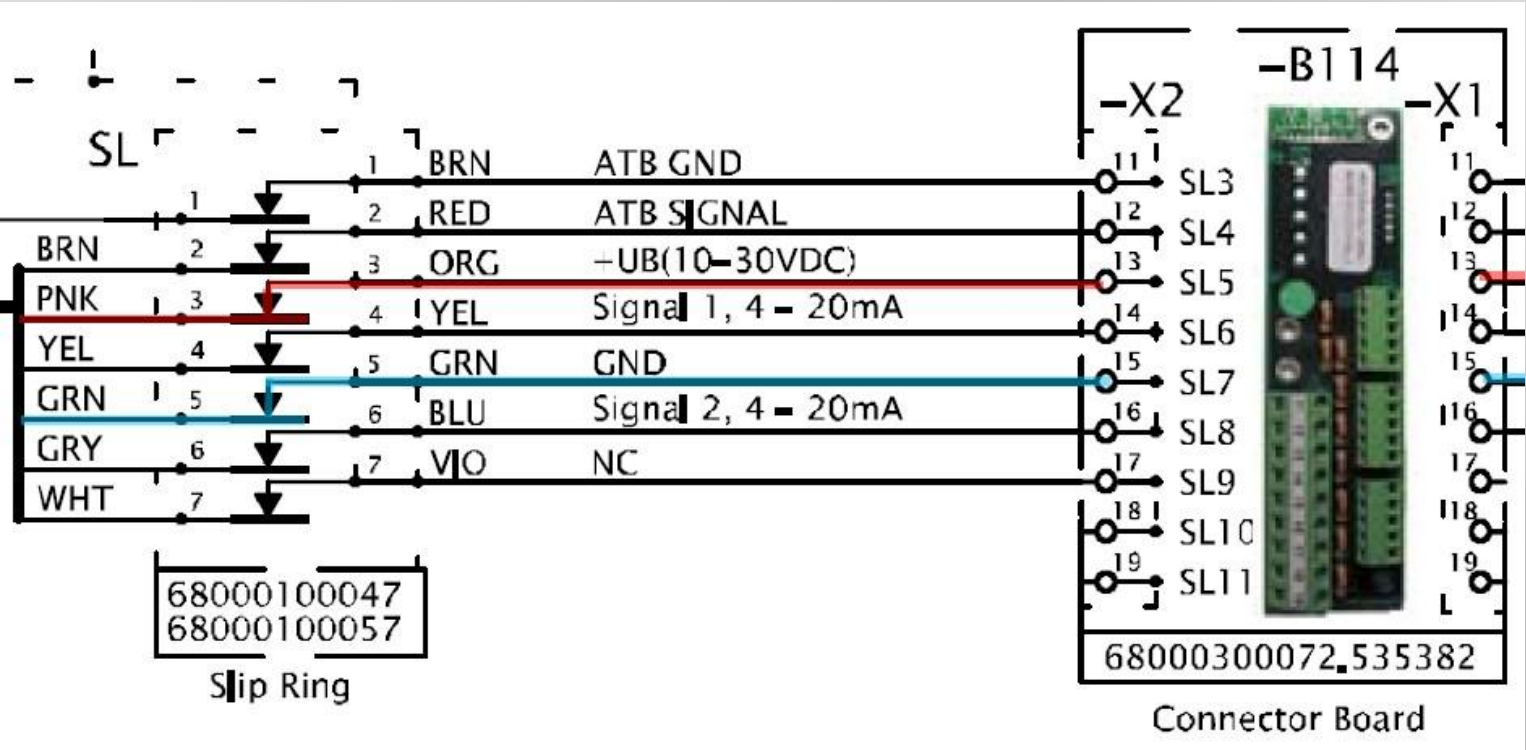 -B114
-X2
-X1
SL
1 BRN ATB GND 11 SL3 11
1
2 RED ATB SIGNAL 12 SL4 12
BRN 2
3 ORG +UB(10-30VDC) 13 SL5 13
PNK 3
4 YEL Signal 1, 4 - 20mA 14 SL6 14
YEL 4
5 GRN GND 15 SL7 15
GRN 5
6 BLU Signal 2, 4 - 20mA 16 SL8 16
GRY 6
7 VIO NC 17 SL9 17
WHT 7
18 SL10 18
19 SL11 19
68000100047
68000100057
Slip Ring
68000300072.535382
Connector Board